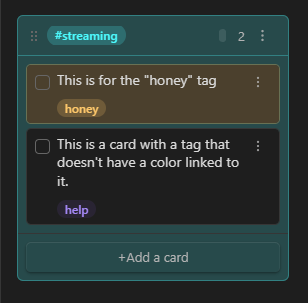 #streaming 2
This is for the "honey" tag
honey
This is a card with a tag that
doesn't have a color linked to
it.
help
+Add a card